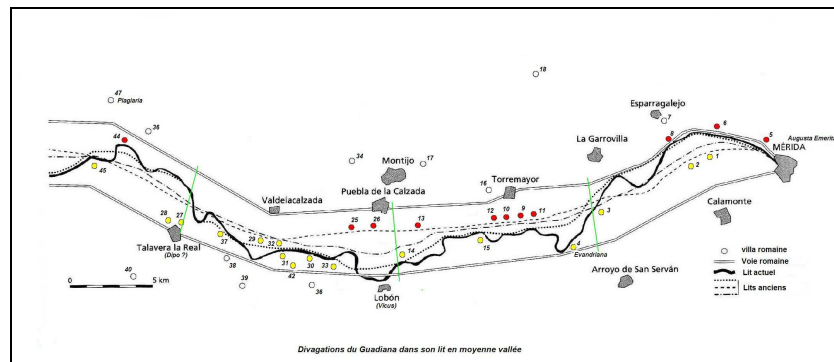 18
47
Plagiaria
36
Esparragalejo
7
6
5
8
Augusta Emerita
MÉRIDA
44
La Garrovilla
34
Montijo
17
2
1
45
16
Torremayor
Puebla de la Calzada
Valdeiacalzada
28
27
25
26
13
12
10
9
11
3
Calamonte
29
32
37
14
15
4
Evandriana
Talavera la Real
(Dipo ?)
38
31
30
33
42
40
39
36
Lobón
(Vicus)
Arroyo de San Serván
villa romaine
Voie romaine
Lit actuel
Lits anciens
0
5 km
Divagations du Guadiana dans son lit en moyenne vallée